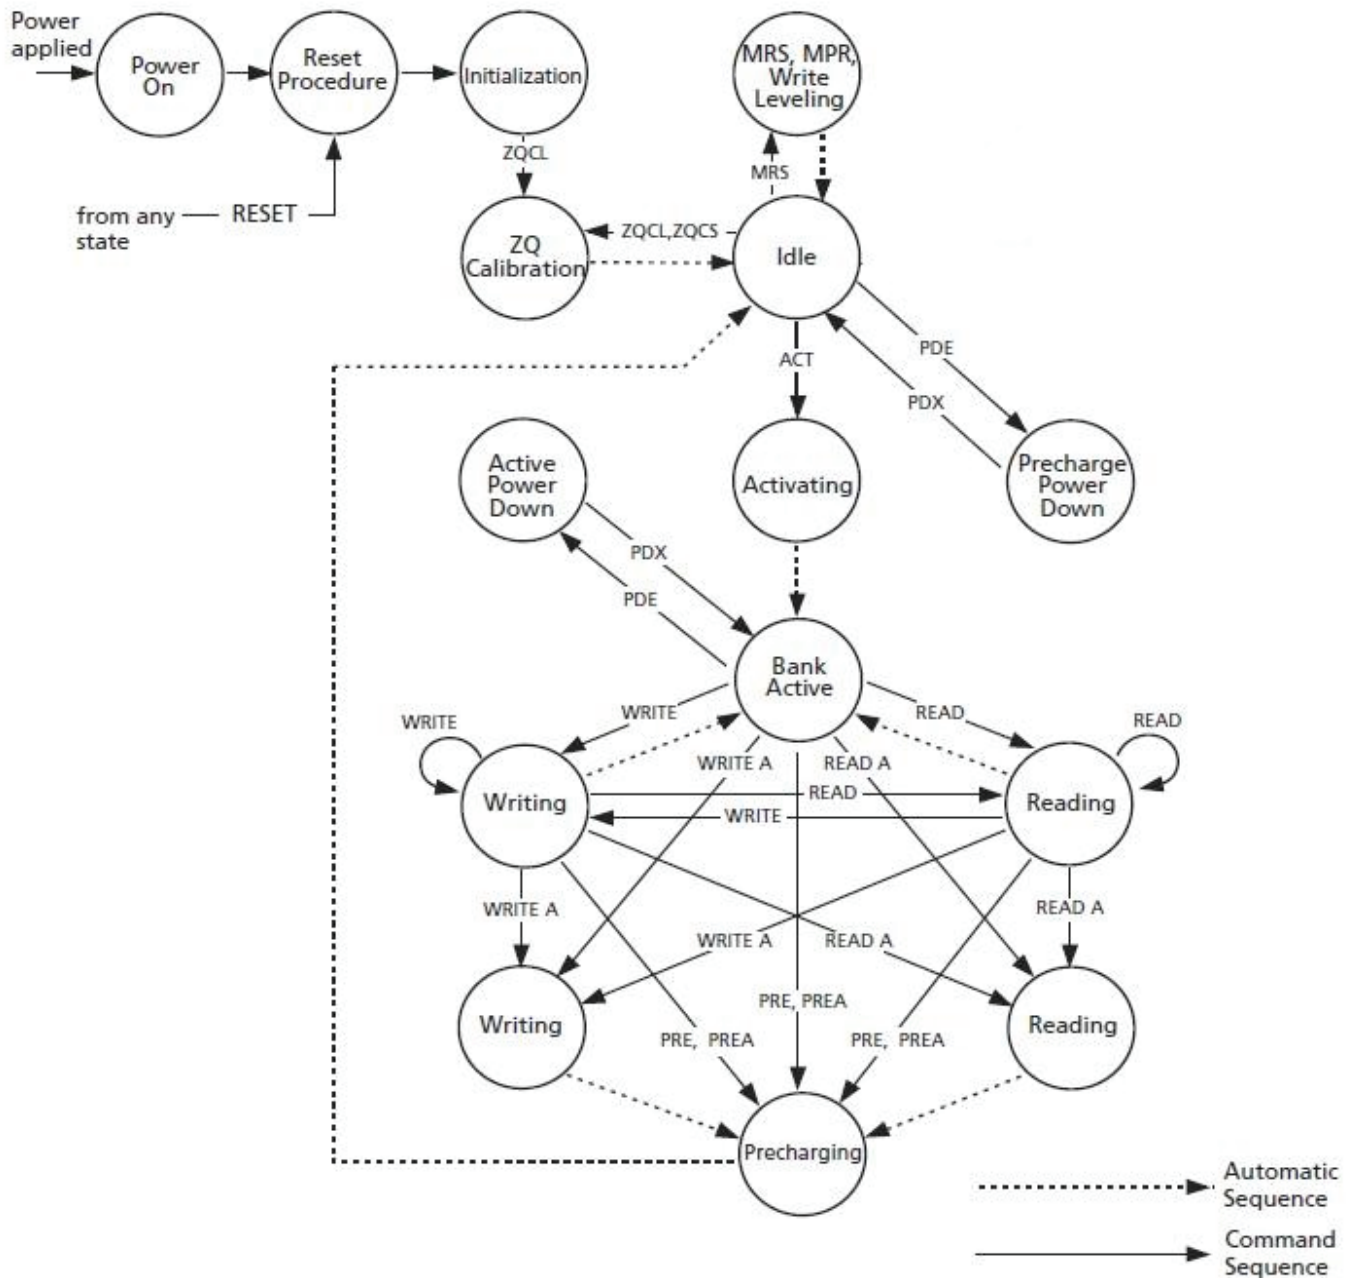 Power
applied
Power
On
Reset
Procedure
Initialization
MRS, MPR,
Write
Leveling
ZQCL
MRS
from any
state
RESET
ZQ
Calibration
ZQCL,ZQCS
Idle
ACT
PDE
PDX
Active
Power
Down
Activating
Precharge
Power
Down
PDX
PDE
Bank
Active
WRITE
WRITE
READ
READ
WRITE A
READ A
Writing
READ
Reading
WRITE
WRITE A
READ A
WRITE A
READ A
Writing
PRE, PREA
Reading
PRE, PREA
PRE, PREA
Precharging
Automatic
Sequence
Command
Sequence